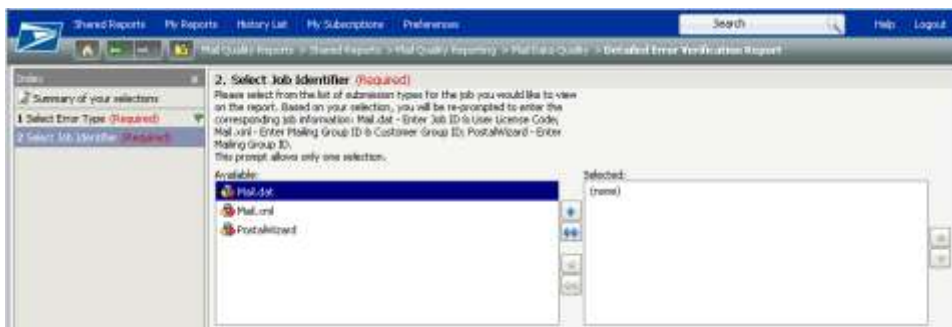 Shared Reports My Reports History List My Subscriptions Preferences Search Help Logout
Mail Quality Reports > Shared Reports > Mail Quality Reporting > Mail Data Quality > Detailed Error Verification Report
Index
Summary of your selections
1 Select Error Type (Required)
2 Select Job Identifier (Required)
2. Select Job Identifier (Required)
Please select from the list of submission types for the job you would like to view
on the report. Based on your selection, you will be re-prompted to enter the
corresponding job information: Mail.dat - Enter Job ID & User License Code;
Mail.xml - Enter Mailing Group ID & Customer Group ID; PostalWizard - Enter
Mailing Group ID.
This prompt allows only one selection.
Available:
Mail.dat
Mail.xml
PostalWizard
Selected:
(none)